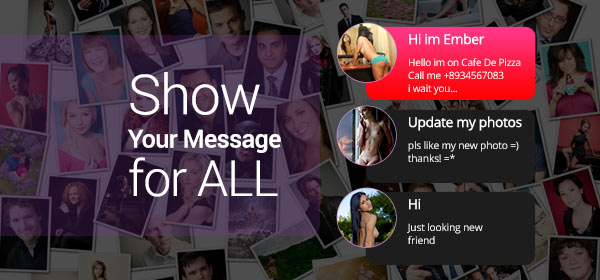 Show
Your Message
for ALL
Hi im Ember
Hello im on Cafe De Pizza
Call me +8934567083
i wait you...
Update my photos
pls like my new photo =)
thanks! =*
Hi
Just looking new
friend